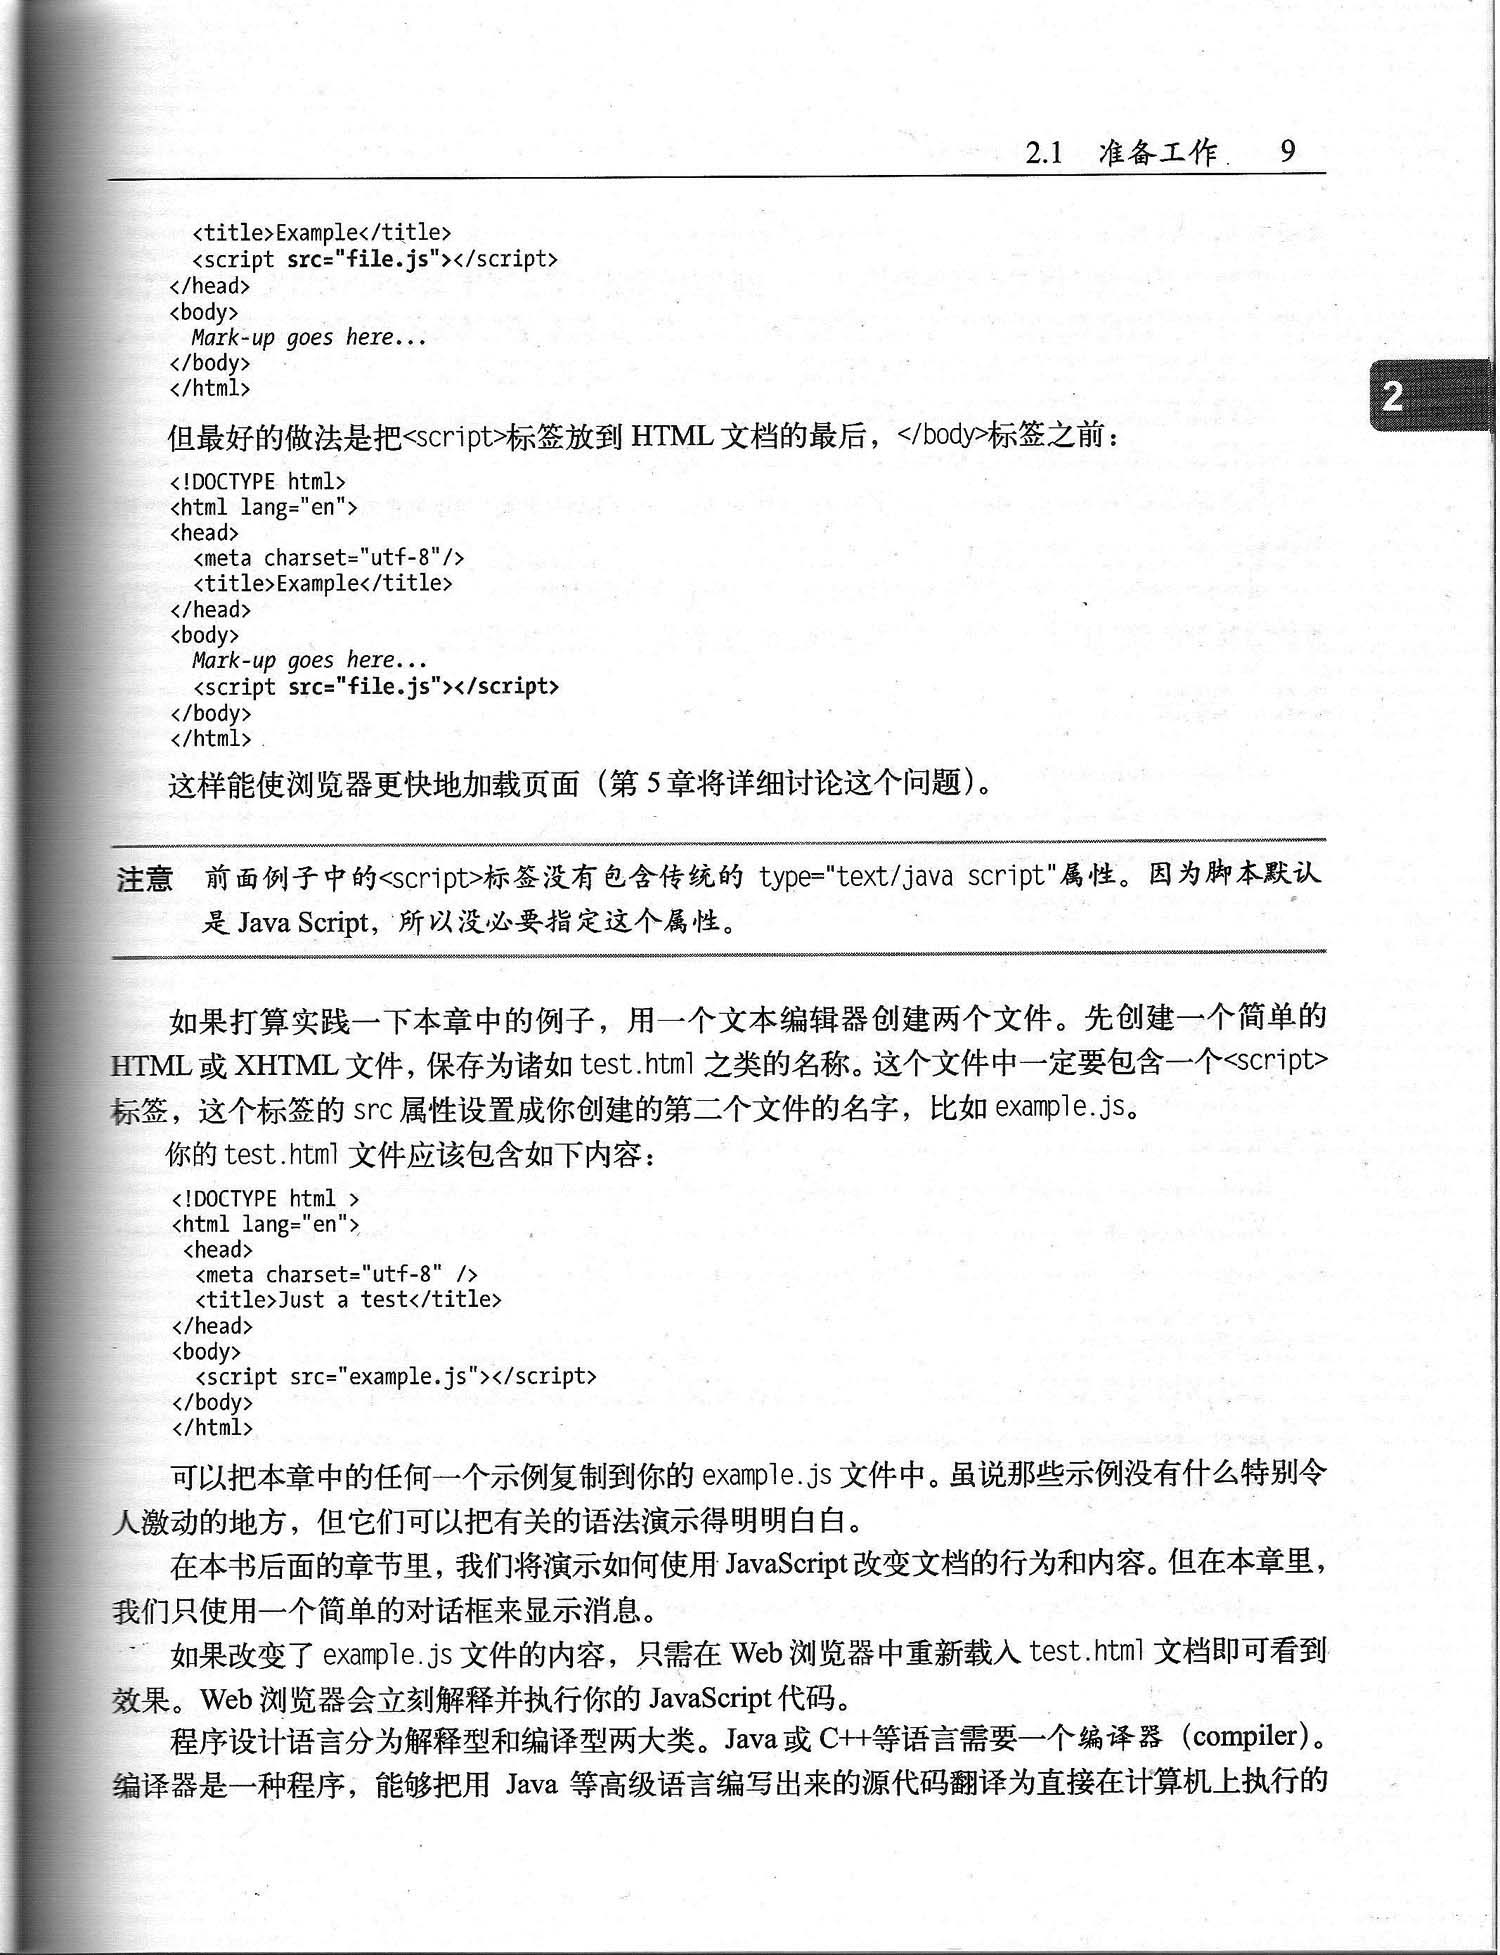 2.1 准备工作 9
<title>Example</title>
<script src="file.js"></script>
</head>
<body>
Mark-up goes here...
</body>
</html>
2
但最好的做法是把<script>标签放到 HTML 文档的最后，</body>标签之前：
<!DOCTYPE html>
<html lang="en">
<head>
<meta charset="utf-8"/>
<title>Example</title>
</head>
<body>
Mark-up goes here...
<script src="file.js"></script>
</body>
</html>
这样能使浏览器更快地加载页面（第 5 章将详细讨论这个问题）。
注意 前面例子中的<script>标签没有包含传统的 type="text/java script"属性。因为脚本默认
是 Java Script，所以没必要指定这个属性。
如果打算实践一下本章中的例子，用一个文本编辑器创建两个文件。先创建一个简单的
HTML 或 XHTML 文件，保存为诸如 test.html 之类的名称。这个文件中一定要包含一个<script>
标签，这个标签的 src 属性设置成你创建的第二个文件的名字，比如 example.js。
你的 test.html 文件应该包含如下内容：
<!DOCTYPE html >
<html lang="en">
<head>
<meta charset="utf-8" />
<title>Just a test</title>
</head>
<body>
<script src="example.js"></script>
</body>
</html>
可以把本章中的任何一个示例复制到你的 example.js 文件中。虽说那些示例没有什么特别令
人激动的地方，但它们可以把有关的语法演示得明明白白。
在本书后面的章节里，我们将演示如何使用 JavaScript 改变文档的行为和内容。但在本章里，
我们只使用一个简单的对话框来显示消息。
如果改变了 example.js 文件的内容，只需在 Web 浏览器中重新载入 test.html 文档即可看到
效果。Web 浏览器会立刻解释并执行你的 JavaScript 代码。
程序设计语言分为解释型和编译型两大类。Java 或 C++等语言需要一个编译器（compiler）。
编译器是一种程序，能够把用 Java 等高级语言编写出来的源代码翻译为直接在计算机上执行的